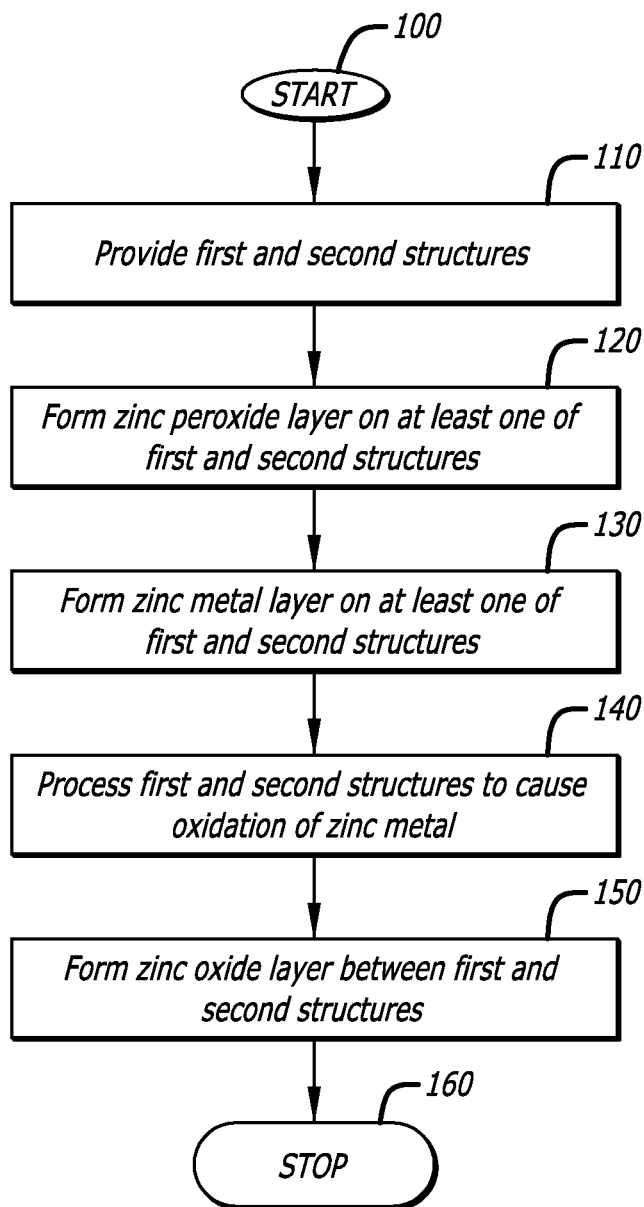 100
START
110
Provide first and second structures
120
Form zinc peroxide layer on at least one of
first and second structures
130
Form zinc metal layer on at least one of
first and second structures
140
Process first and second structures to cause
oxidation of zinc metal
150
Form zinc oxide layer between first and
second structures
160
STOP